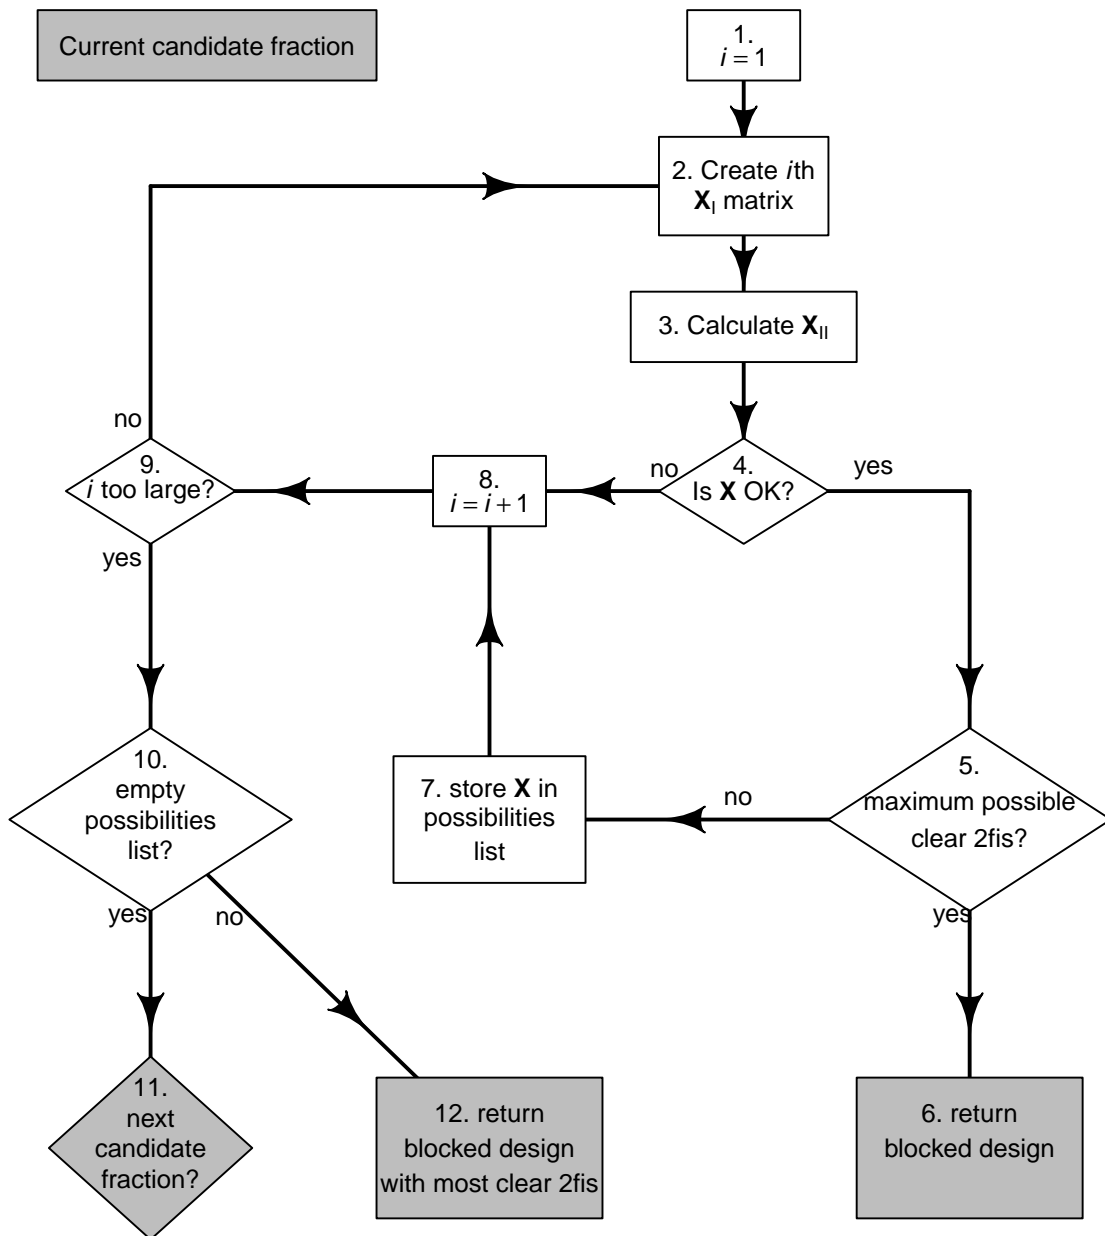 Current candidate fraction
1.
i = 1
2. Create ith
X_I matrix
3. Calculate X_II
no
9.
i too large?
yes
8.
i = i + 1
no
4.
Is X OK?
yes
10.
empty
possibilities
list?
yes
no
7. store X in
possibilities
list
no
5.
maximum possible
clear 2fis?
yes
11.
next
candidate
fraction?
12. return
blocked design
with most clear 2fis
6. return
blocked design